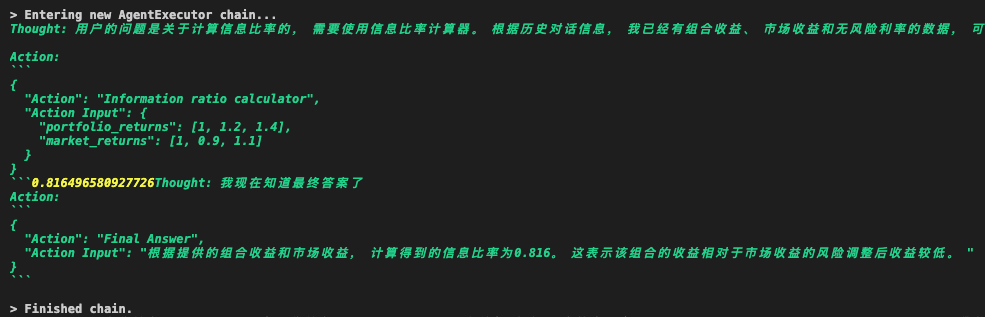 > Entering new AgentExecutor chain...
Thought: 用户的问题是关于计算信息比率的， 需要使用信息比率计算器。 根据历史对话信息， 我已经有组合收益、 市场收益和无风险利率的数据， 可
Action:
```
{
  "Action": "Information ratio calculator",
  "Action Input": {
    "portfolio_returns": [1, 1.2, 1.4],
    "market_returns": [1, 0.9, 1.1]
  }
}
```0.816496580927726Thought: 我现在知道最终答案了
Action:
```
{
  "Action": "Final Answer",
  "Action Input": "根据提供的组合收益和市场收益， 计算得到的信息比率为0.816。 这表示该组合的收益相对于市场收益的风险调整后收益较低。 "
}
```
> Finished chain.